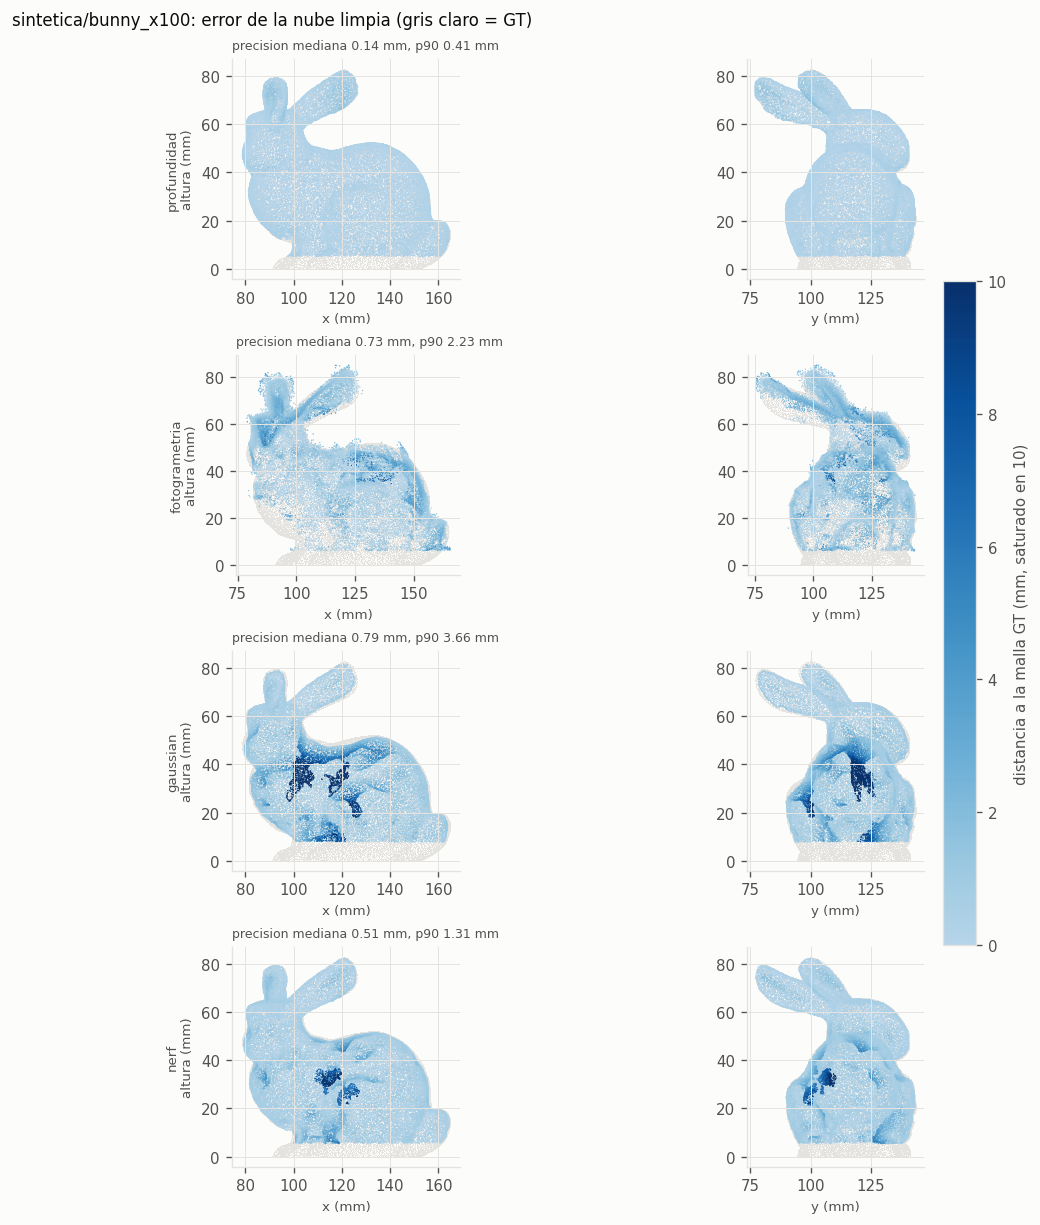 sintetica/bunny_x100: error de la nube limpia (gris claro = GT)
precision mediana 0.14 mm, p90 0.41 mm
profundidad
altura (mm)
80
60
40
20
0
80 100 120 140 160
x (mm)
80
60
40
20
0
75 100 125
y (mm)
precision mediana 0.73 mm, p90 2.23 mm
fotogrametria
altura (mm)
80
60
40
20
0
75 100 125 150
x (mm)
80
60
40
20
0
75 100 125
y (mm)
precision mediana 0.79 mm, p90 3.66 mm
gaussian
altura (mm)
80
60
40
20
0
80 100 120 140 160
x (mm)
80
60
40
20
0
75 100 125
y (mm)
precision mediana 0.51 mm, p90 1.31 mm
nerf
altura (mm)
80
60
40
20
0
80 100 120 140 160
x (mm)
80
60
40
20
0
75 100 125
y (mm)
10
8
6
4
2
0
distancia a la malla GT (mm, saturado en 10)